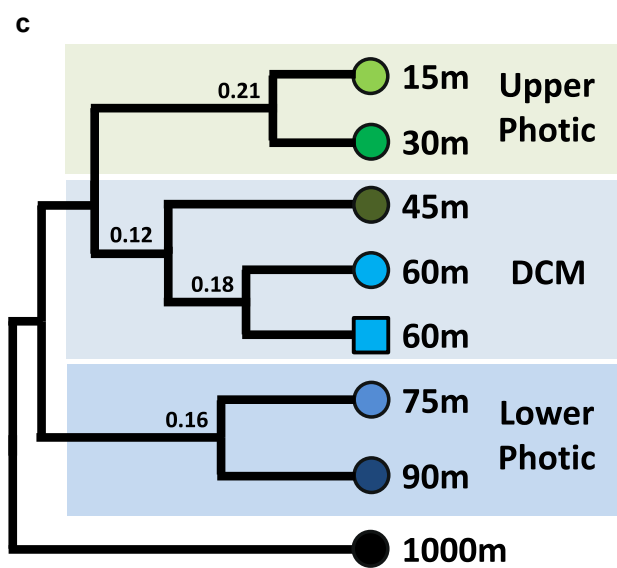 c
0.21
15m
Upper
Photic
30m
0.12
45m
0.18
60m
DCM
60m
0.16
75m
Lower
Photic
90m
1000m